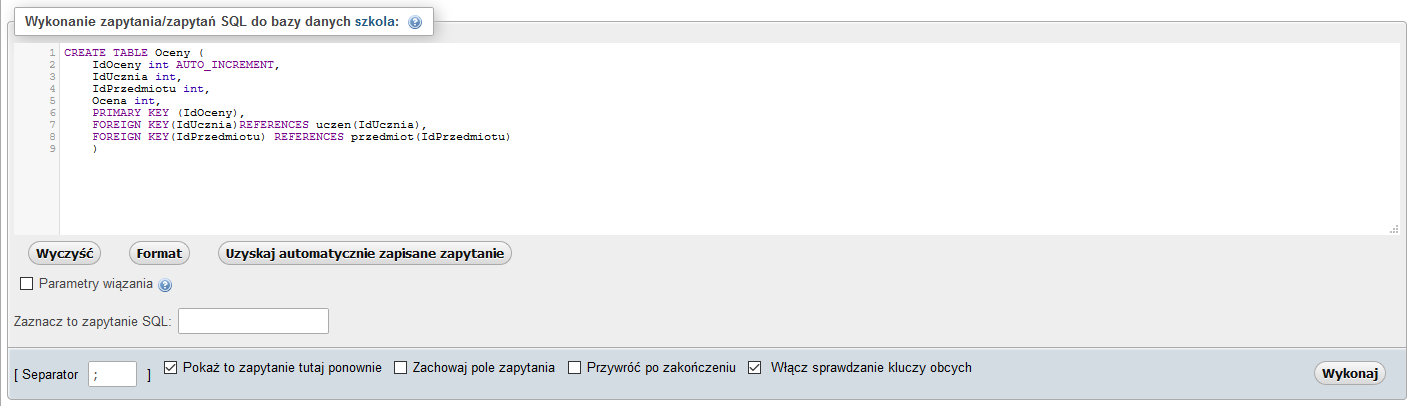 Wykonanie zapytania/zapytań SQL do bazy danych szkola:
1 CREATE TABLE Oceny (
2 IdOceny int AUTO_INCREMENT,
3 IdUcznia int,
4 IdPrzedmiotu int,
5 Ocena int,
6 PRIMARY KEY (IdOceny),
7 FOREIGN KEY(IdUcznia)REFERENCES uczen(IdUcznia),
8 FOREIGN KEY(IdPrzedmiotu) REFERENCES przedmiot(IdPrzedmiotu)
9 )
Wyczyść Format Uzyskaj automatycznie zapisane zapytanie
Parametry wiązania
Zaznacz to zapytanie SQL:
[ Separator ; ] Pokaż to zapytanie tutaj ponownie Zachowaj pole zapytania Przywróć po zakończeniu Włącz sprawdzanie kluczy obcych Wykonaj